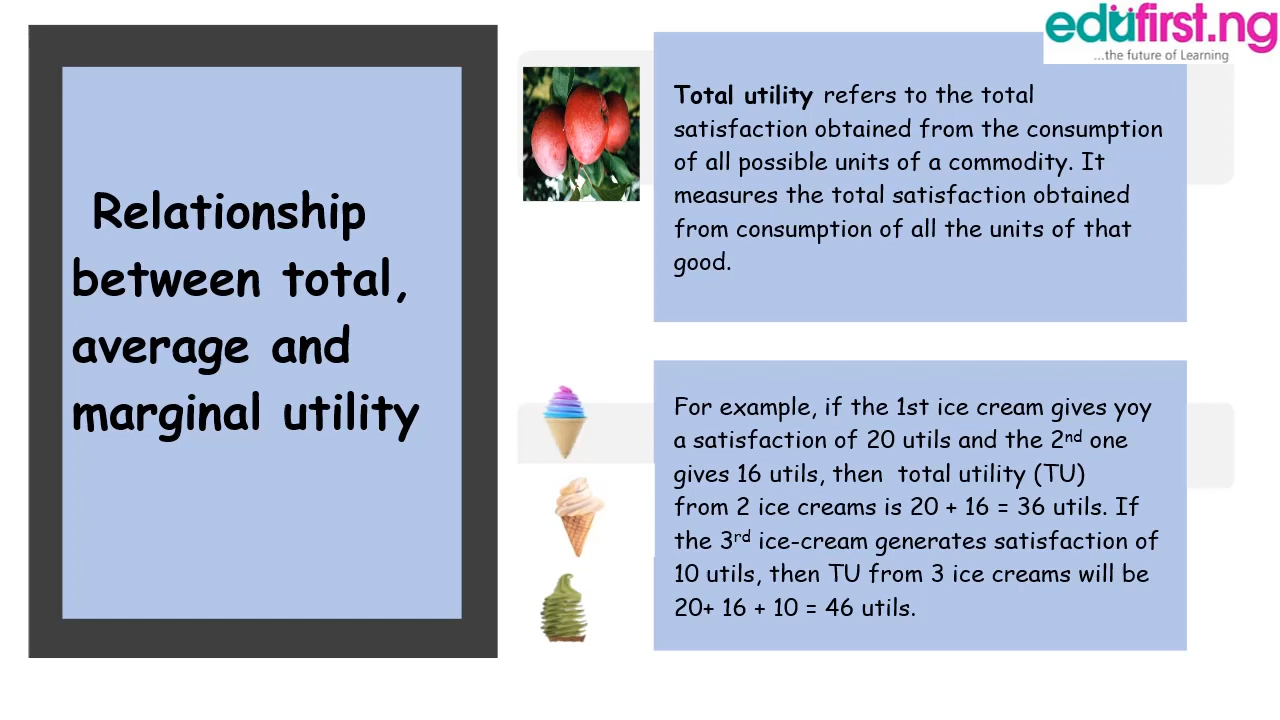 edufirst.ng
...the future of Learning
Relationship
between total,
average and
marginal utility
Total utility refers to the total
satisfaction obtained from the consumption
of all possible units of a commodity. It
measures the total satisfaction obtained
from consumption of all the units of that
good.
For example, if the 1st ice cream gives yoy
a satisfaction of 20 utils and the 2nd one
gives 16 utils, then total utility (TU)
from 2 ice creams is 20 + 16 = 36 utils. If
the 3rd ice-cream generates satisfaction of
10 utils, then TU from 3 ice creams will be
20+ 16 + 10 = 46 utils.